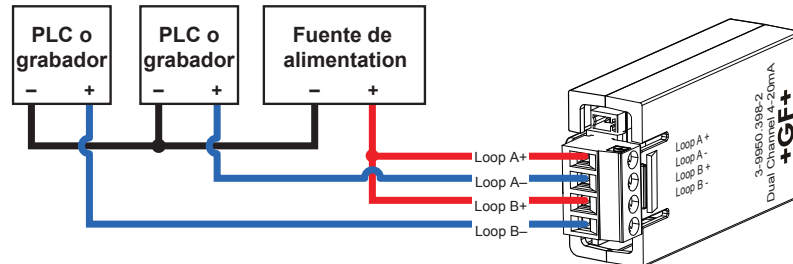 PLC o
grabador
– +
PLC o
grabador
– +
Fuente de
alimentation
– +
Loop A+
Loop A–
Loop B+
Loop B–
Loop A +
Loop A -
Loop B +
Loop B -
3-9950.398-2
Dual Channel 4-20mA
+GF+